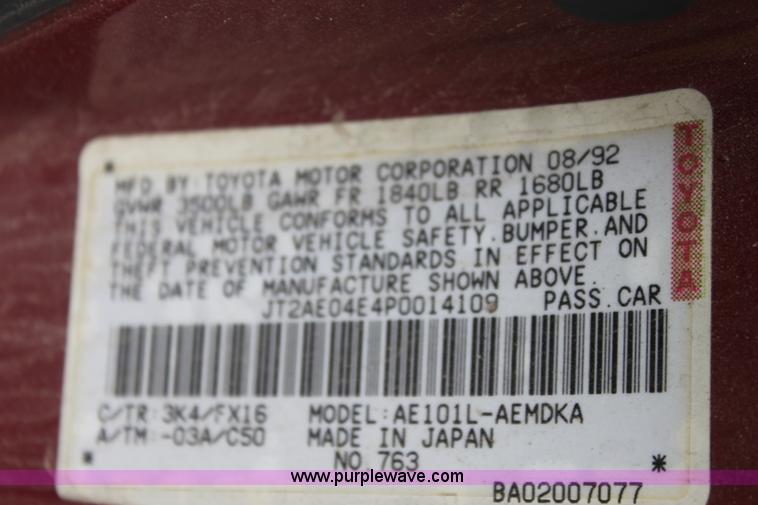 MFD BY TOYOTA MOTOR CORPORATION 08/92
GVWR 3500LB GAWR FR 1840LB RR 1680LB
THIS VEHICLE CONFORMS TO ALL APPLICABLE
FEDERAL MOTOR VEHICLE SAFETY.BUMPER.AND
THEFT PREVENTION STANDARDS IN EFFECT ON
THE DATE OF MANUFACTURE SHOWN ABOVE.
JT2AE04E4P0014109 PASS.CAR
TOYOTA
C/TR:3K4/FX16 MODEL:AE101L-AEMDKA
A/TM:-03A/C50 MADE IN JAPAN
NO.763
www.purplewave.com
BA02007077